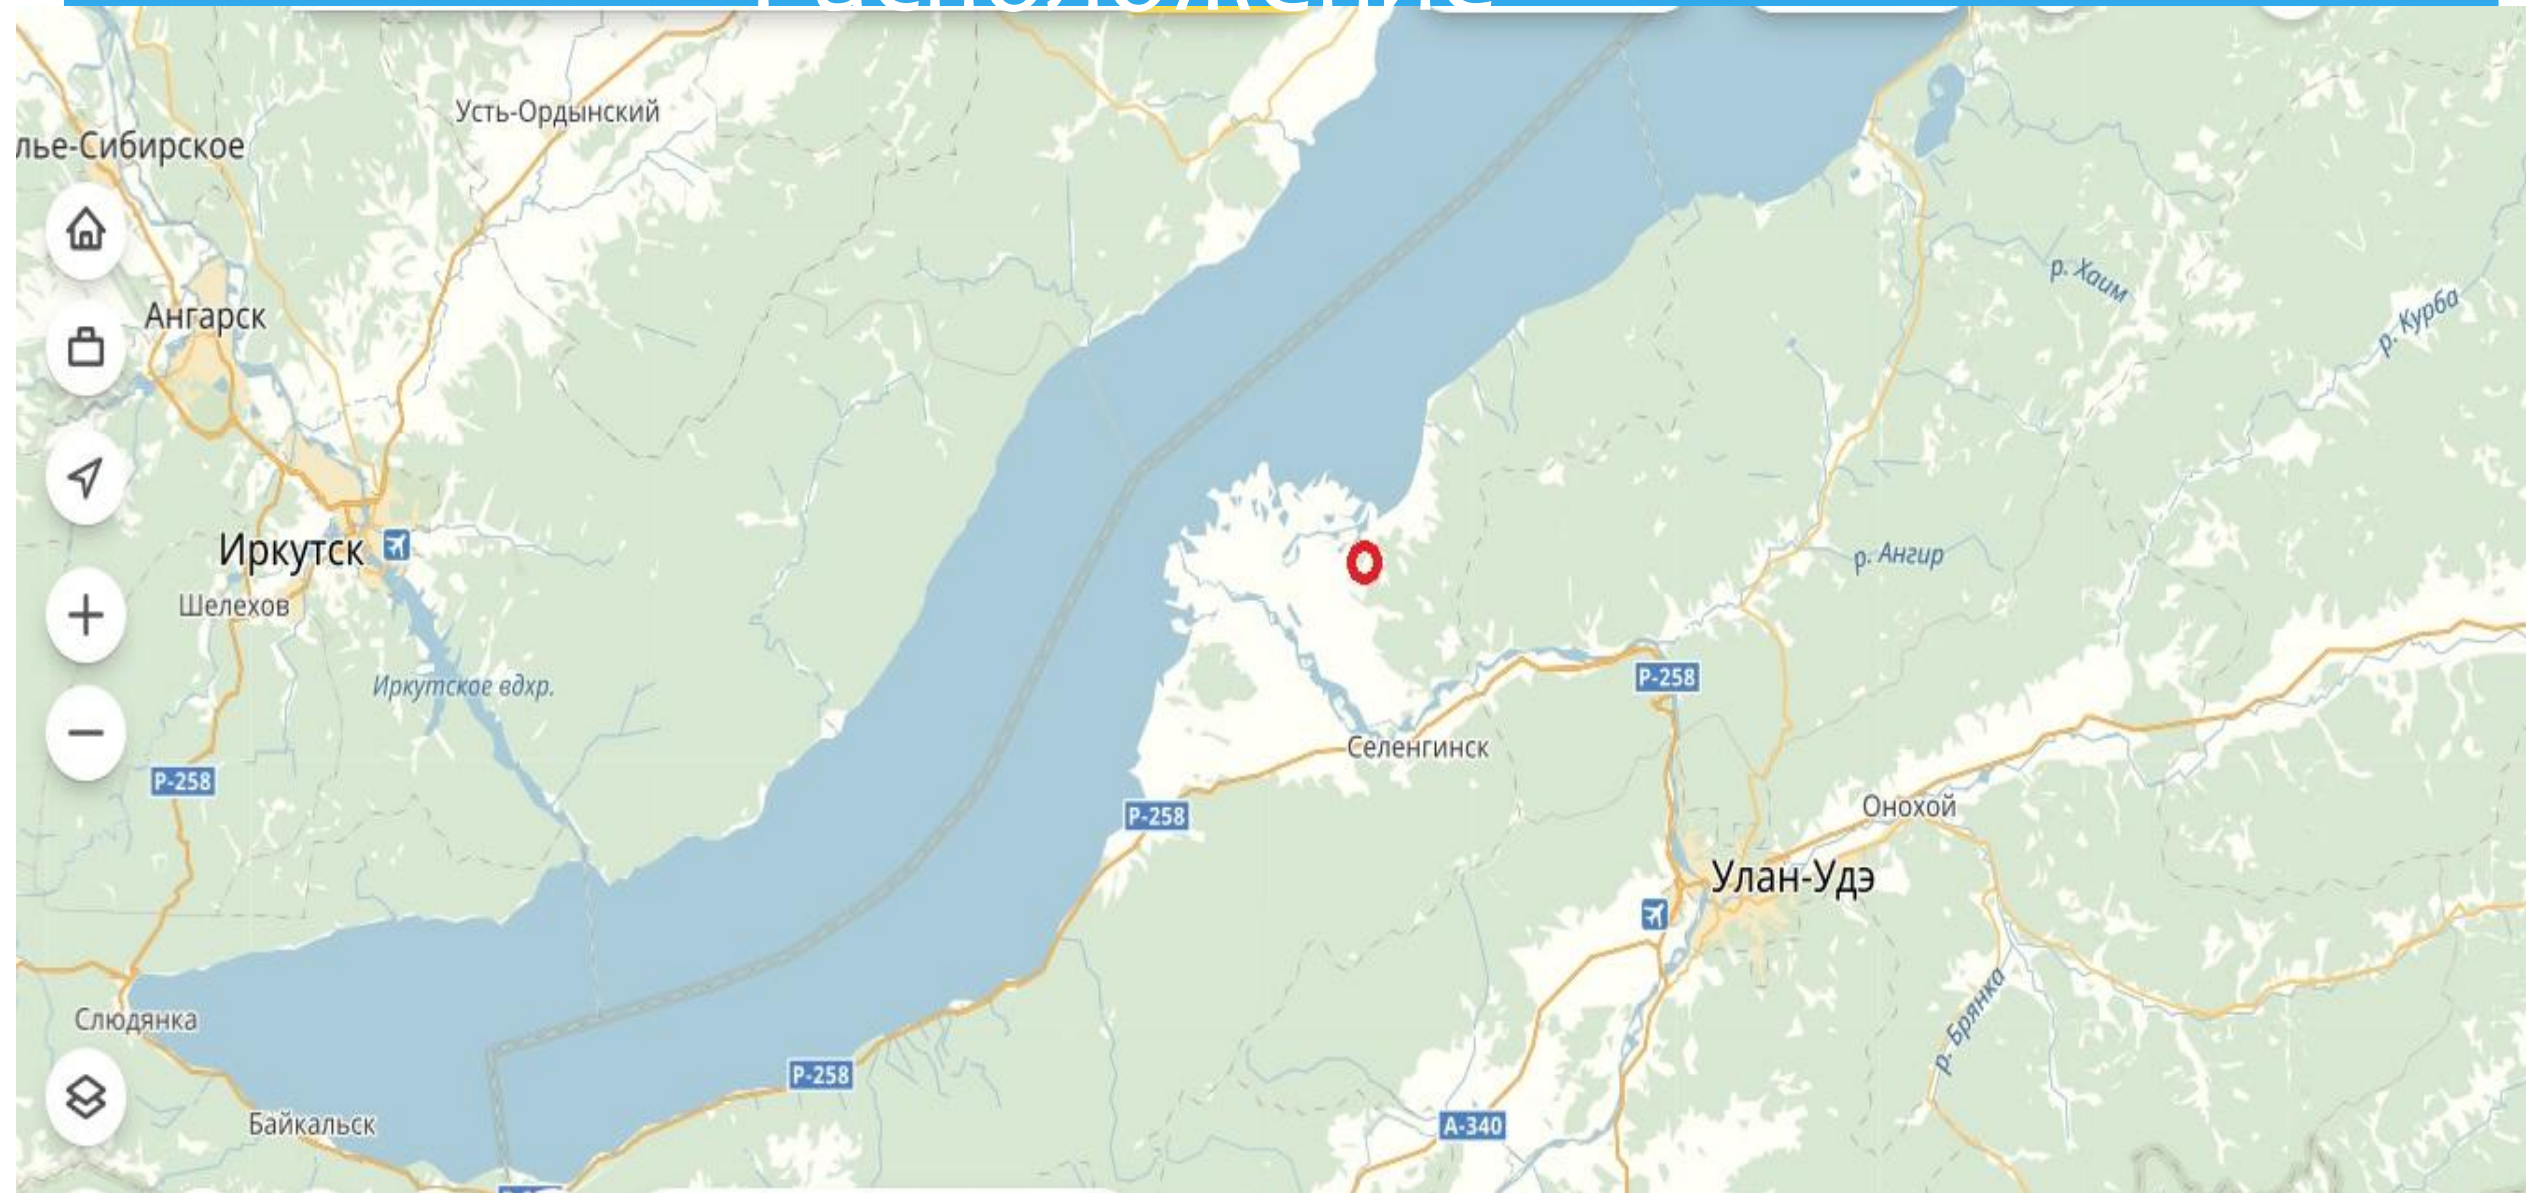 Расположение
Усть-Ордынский
лье-Сибирское
р. Хаим
р. Курба
Ангарск
Иркутск
р. Ангир
Шелехов
Р-258
Иркутское вдхр.
Селенгинск
Р-258
Р-258
Онохой
Улан-Удэ
Слюдянка
р. Брянка
Р-258
Байкальск
А-340